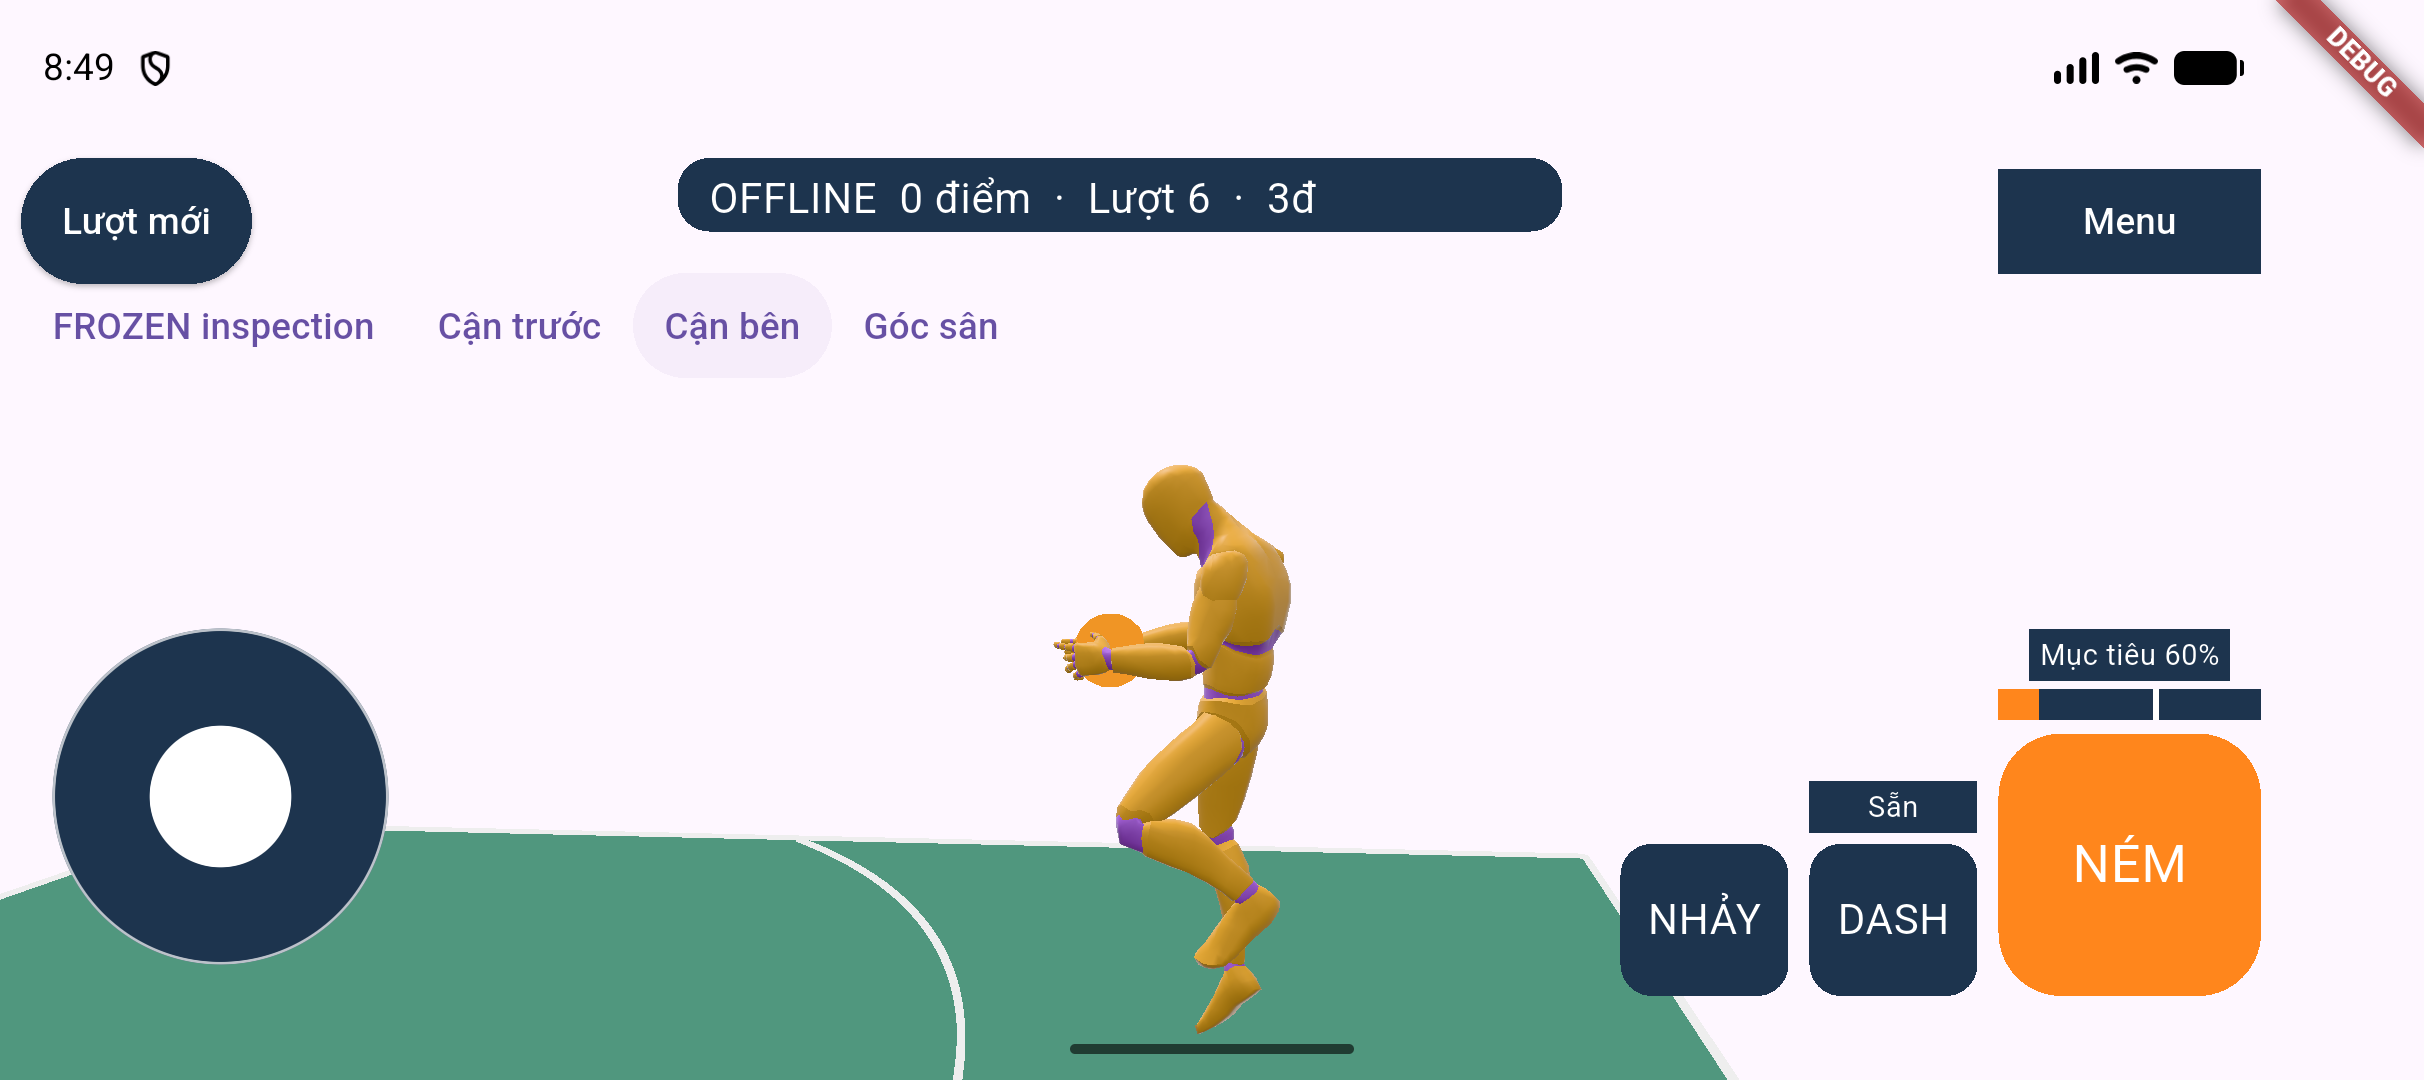 8:49
DEBUG
Lượt mới
OFFLINE 0 điểm · Lượt 6 · 3đ
Menu
FROZEN inspection
Cận trước
Cận bên
Góc sân
Mục tiêu 60%
Sẵn
NHẢY
DASH
NÉM